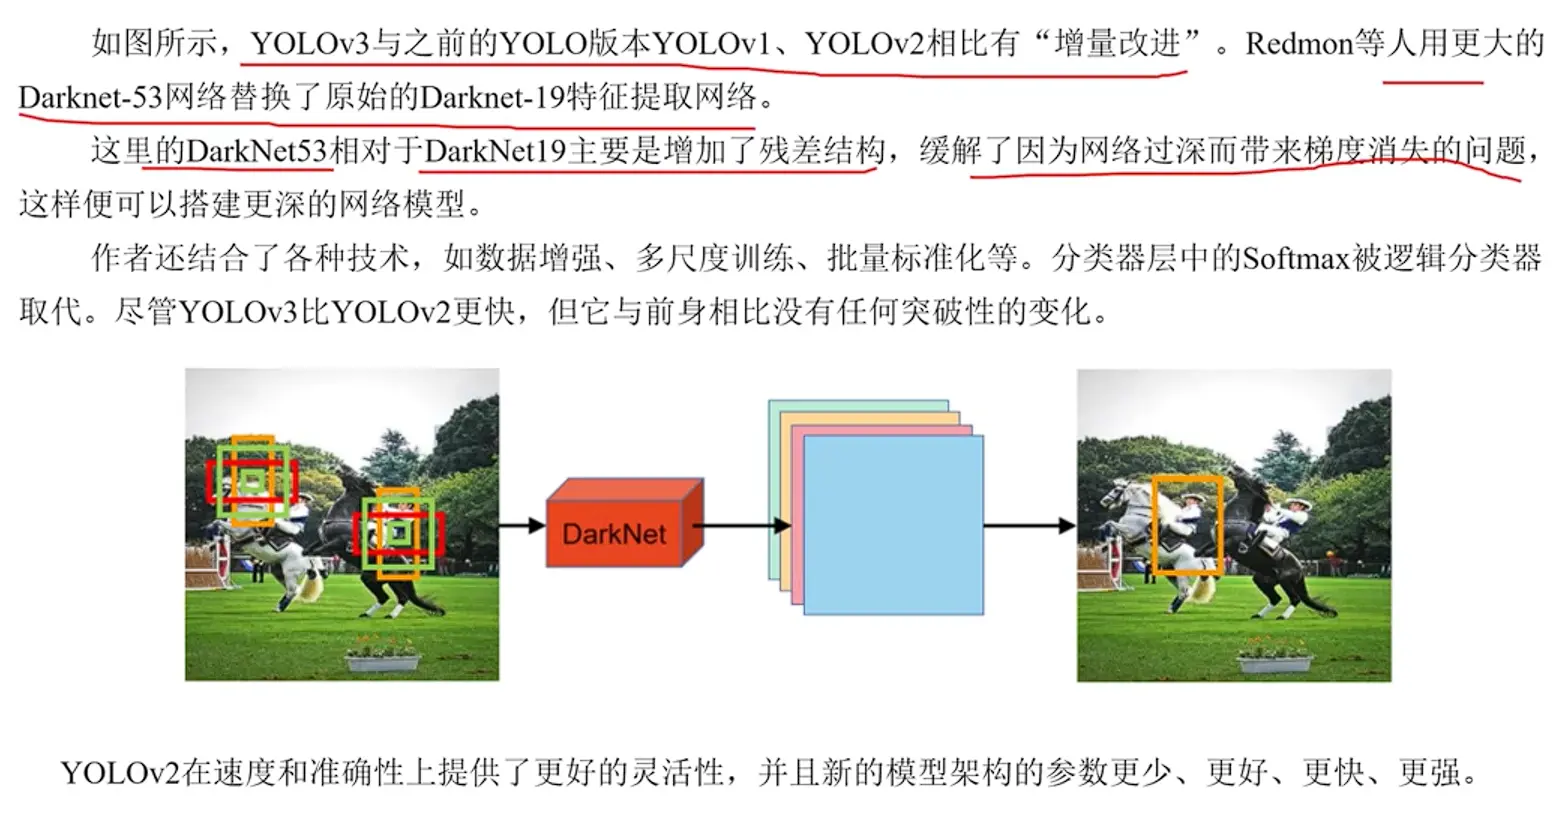 如图所示，YOLOv3与之前的YOLO版本YOLOv1、YOLOv2相比有“增量改进”。Redmon等人用更大的
Darknet-53网络替换了原始的Darknet-19特征提取网络。
这里的DarkNet53相对于DarkNet19主要是增加了残差结构，缓解了因为网络过深而带来梯度消失的问题，
这样便可以搭建更深的网络模型。
作者还结合了各种技术，如数据增强、多尺度训练、批量标准化等。分类器层中的Softmax被逻辑分类器
取代。尽管YOLOv3比YOLOv2更快，但它与前身相比没有任何突破性的变化。
DarkNet
YOLOv2在速度和准确性上提供了更好的灵活性，并且新的模型架构的参数更少、更好、更快、更强。